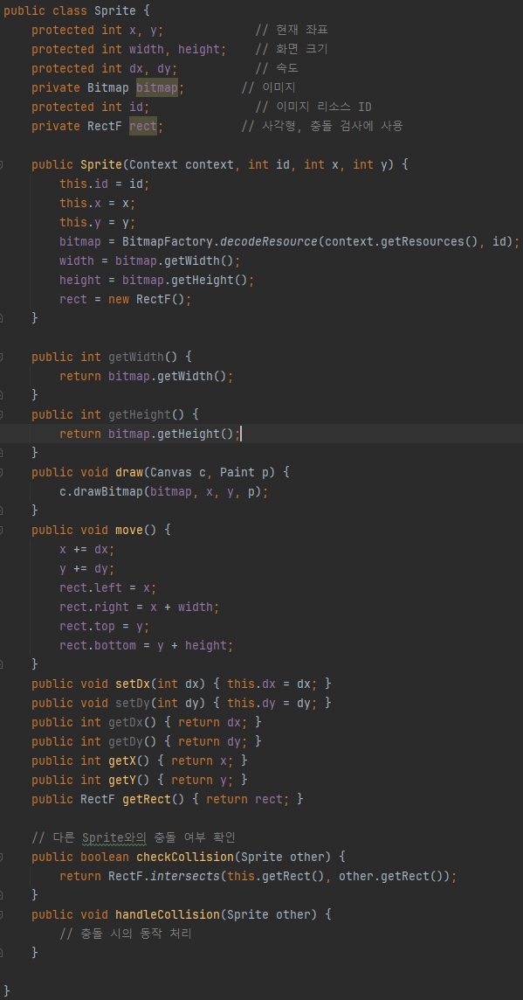 public class Sprite {
    protected int x, y;             // 현재 좌표
    protected int width, height;    // 화면 크기
    protected int dx, dy;           // 속도
    private Bitmap bitmap;        // 이미지
    protected int id;               // 이미지 리소스 ID
    private RectF rect;           // 사각형, 충돌 검사에 사용

    public Sprite(Context context, int id, int x, int y) {
        this.id = id;
        this.x = x;
        this.y = y;
        bitmap = BitmapFactory.decodeResource(context.getResources(), id);
        width = bitmap.getWidth();
        height = bitmap.getHeight();
        rect = new RectF();
    }

    public int getWidth() {
        return bitmap.getWidth();
    }
    public int getHeight() {
        return bitmap.getHeight();
    }
    public void draw(Canvas c, Paint p) {
        c.drawBitmap(bitmap, x, y, p);
    }
    public void move() {
        x += dx;
        y += dy;
        rect.left = x;
        rect.right = x + width;
        rect.top = y;
        rect.bottom = y + height;
    }
    public void setDx(int dx) { this.dx = dx; }
    public void setDy(int dy) { this.dy = dy; }
    public int getDx() { return dx; }
    public int getDy() { return dy; }
    public int getX() { return x; }
    public int getY() { return y; }
    public RectF getRect() { return rect; }

    // 다른 Sprite와의 충돌 여부 확인
    public boolean checkCollision(Sprite other) {
        return RectF.intersects(this.getRect(), other.getRect());
    }
    public void handleCollision(Sprite other) {
        // 충돌 시의 동작 처리
    }

}